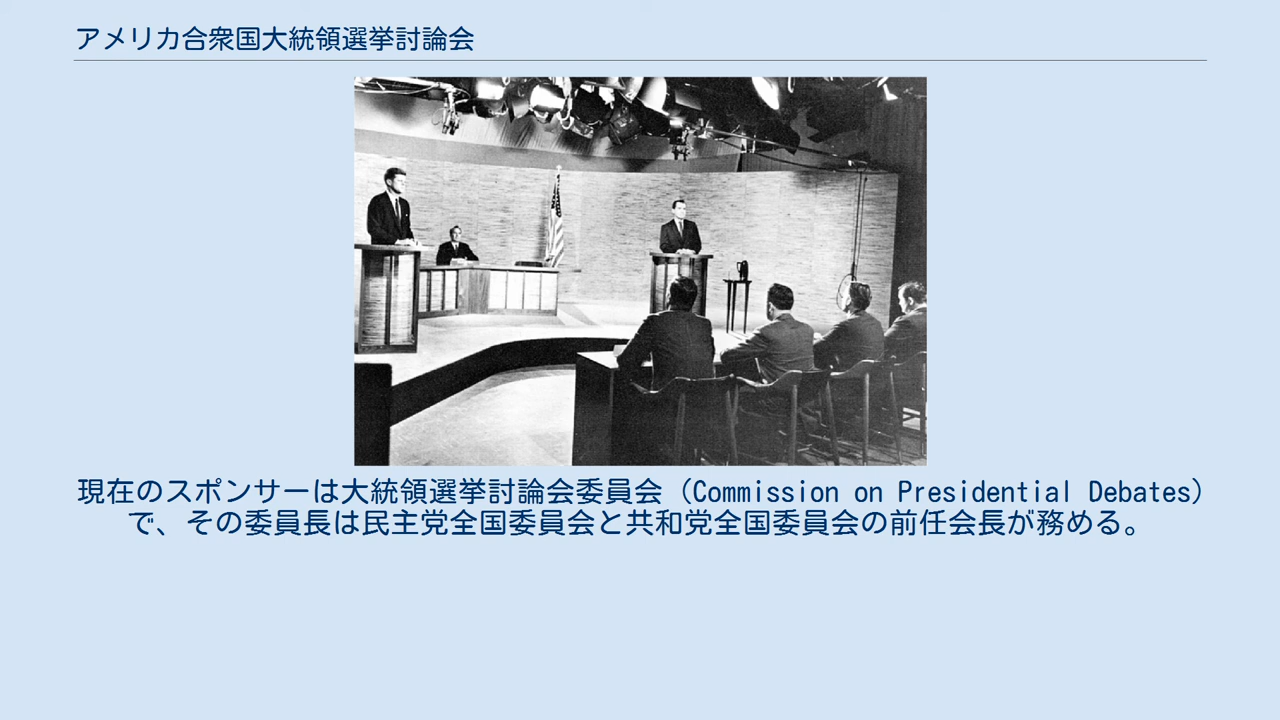 アメリカ合衆国大統領選挙討論会
現在のスポンサーは大統領選挙討論会委員会（Commission on Presidential Debates）
で、その委員長は民主党全国委員会と共和党全国委員会の前任会長が務める。